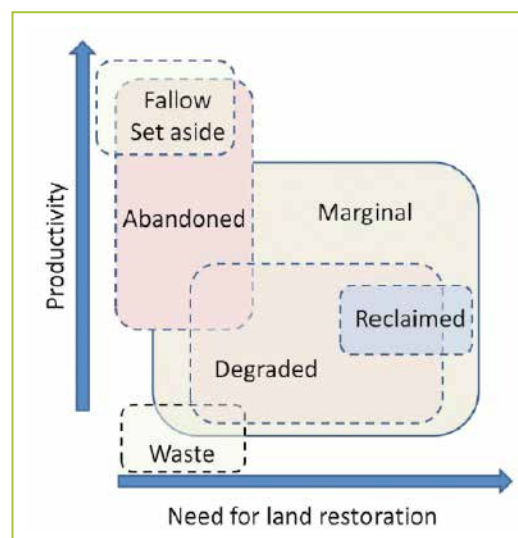 Productivity
Fallow
Set aside
Abandoned
Marginal
Reclaimed
Degraded
Waste
Need for land restoration